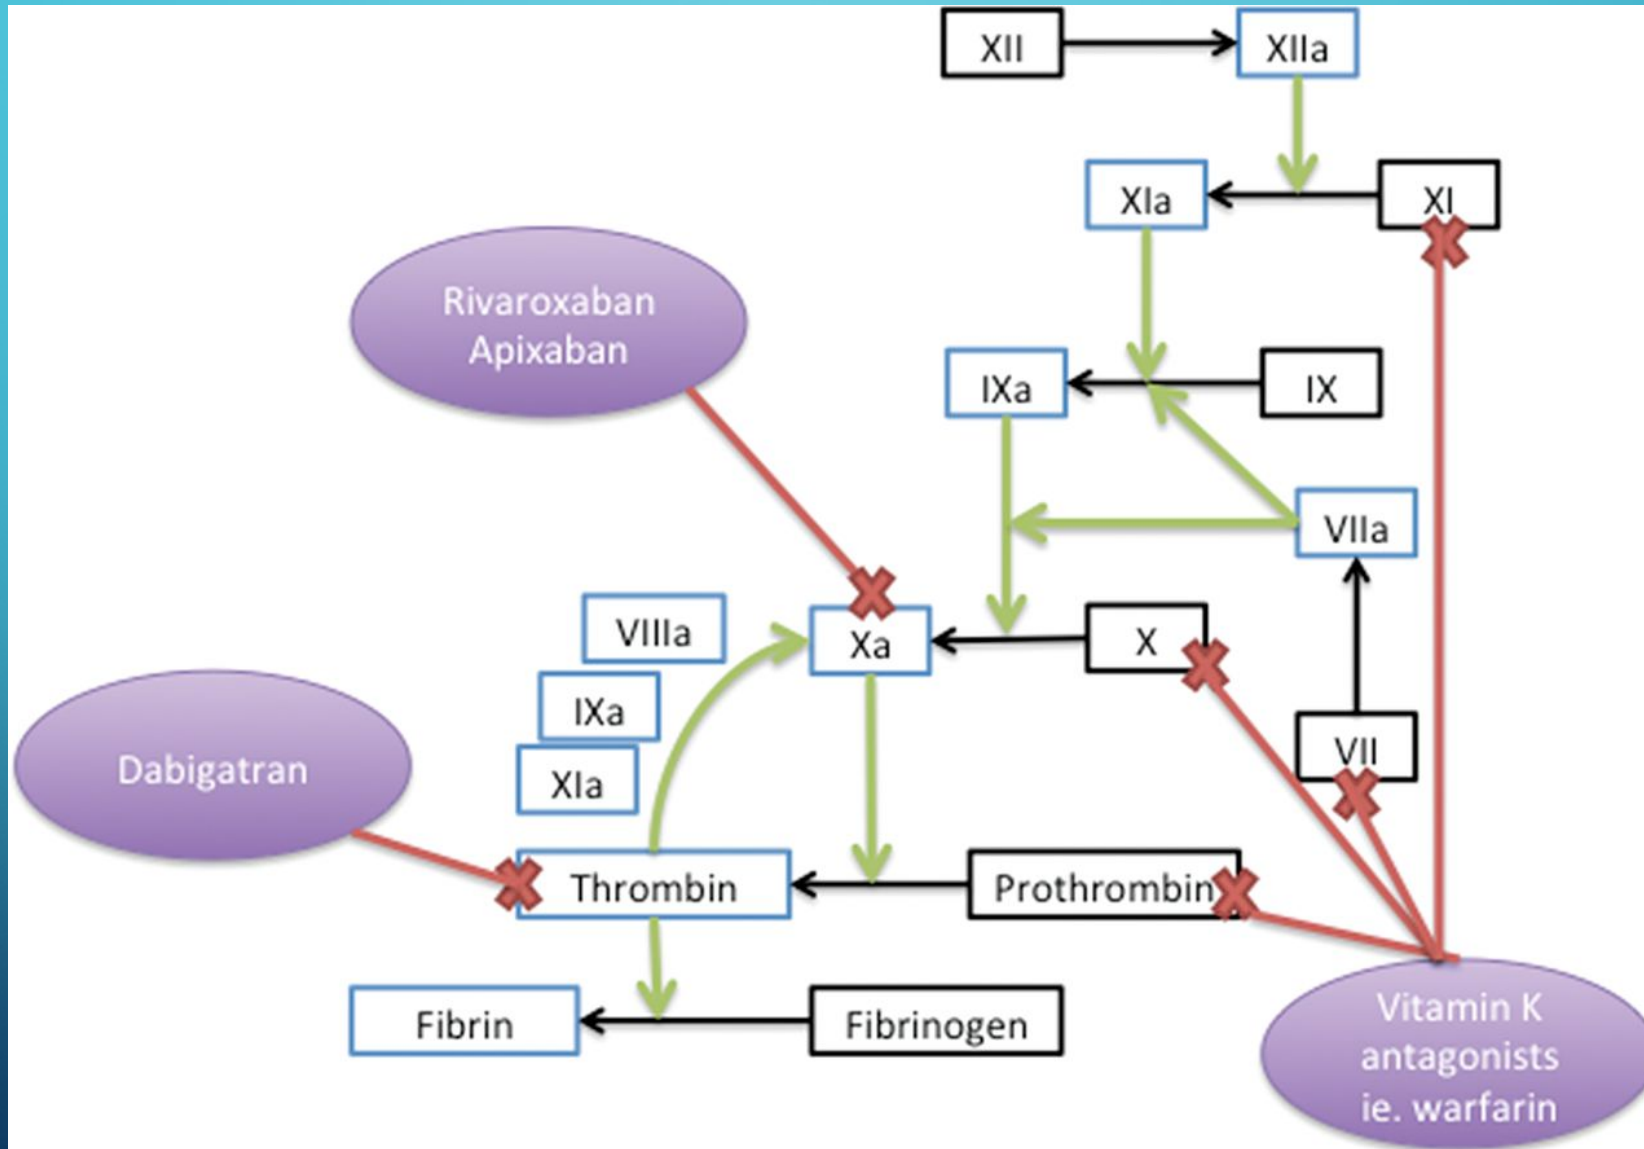 XII
XIIa
XIa
XI
Rivaroxaban
Apixaban
IXa
IX
VIIa
VIIIa
Xa
X
IXa
VII
Dabigatran
XIa
Thrombin
Prothrombin
Fibrin
Fibrinogen
Vitamin K
antagonists
ie. warfarin